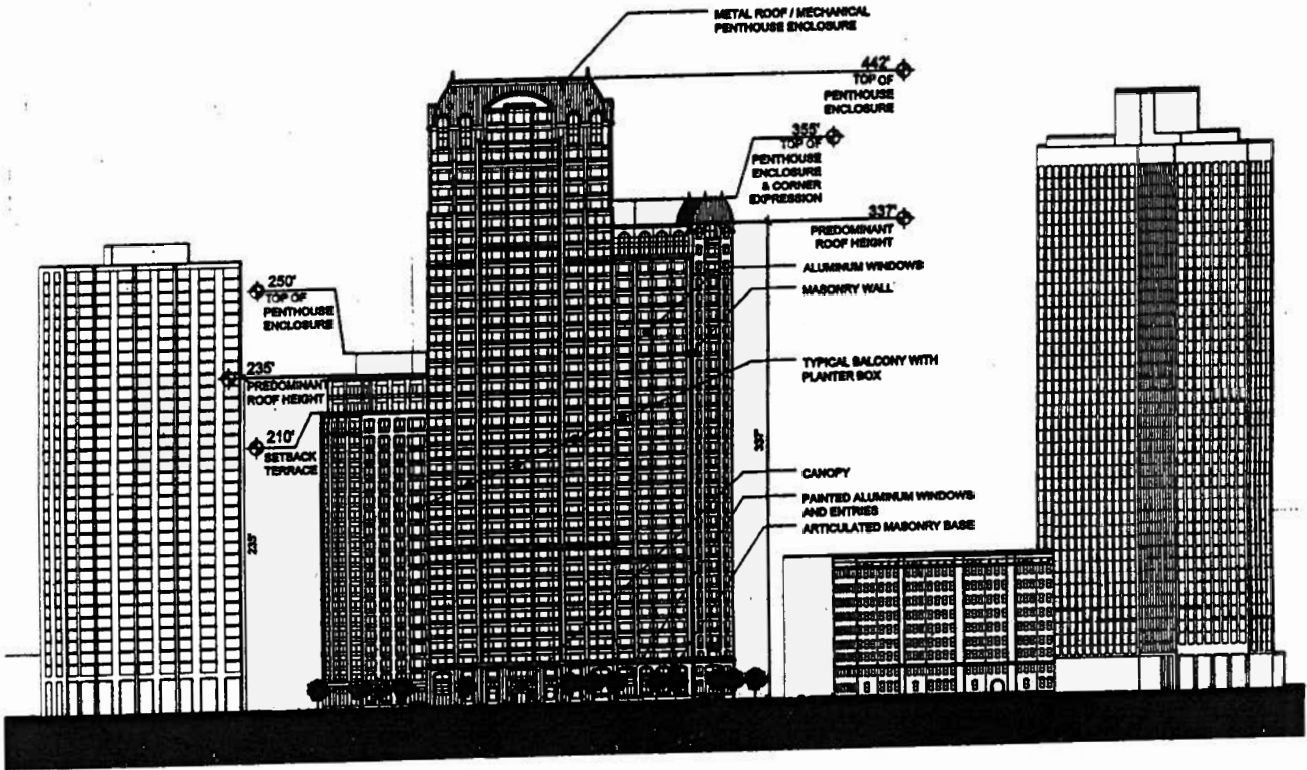 METAL ROOF / MECHANICAL
PENTHOUSE ENCLOSURE
442'
TOP OF
PENTHOUSE
ENCLOSURE
355'
TOP OF
PENTHOUSE
ENCLOSURE
& CORNER
EXPRESSION
337'
PREDOMINANT
ROOF HEIGHT
ALUMINUM WINDOWS
MASONRY WALL
250'
TOP OF
PENTHOUSE
ENCLOSURE
TYPICAL BALCONY WITH
PLANTER BOX
235'
PREDOMINANT
ROOF HEIGHT
210'
SETBACK
TERRACE
337'
CANOPY
PAINTED ALUMINUM WINDOWS
AND ENTRIES
ARTICULATED MASONRY BASE
235'